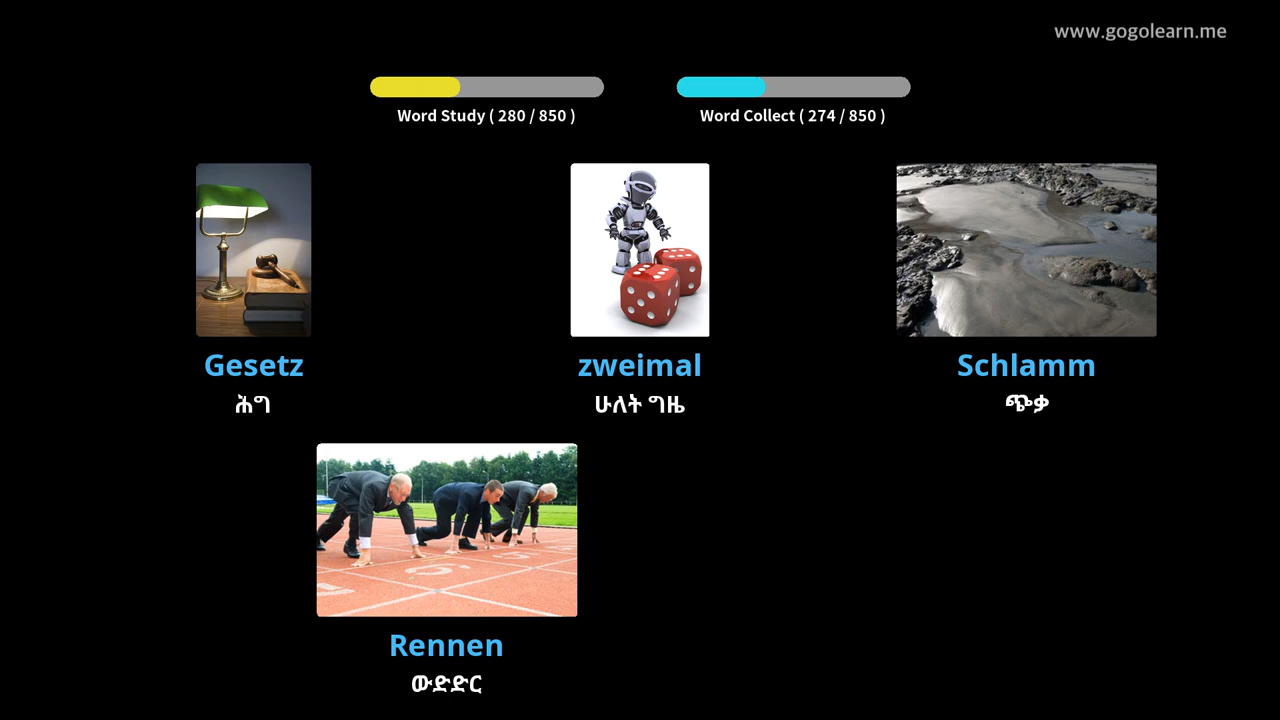 www.gogolearn.me
Word Study ( 280 / 850 )
Word Collect ( 274 / 850 )
Gesetz
ሕግ
zweimal
ሁለት ግዜ
Schlamm
ጭቃ
Rennen
ውድድር